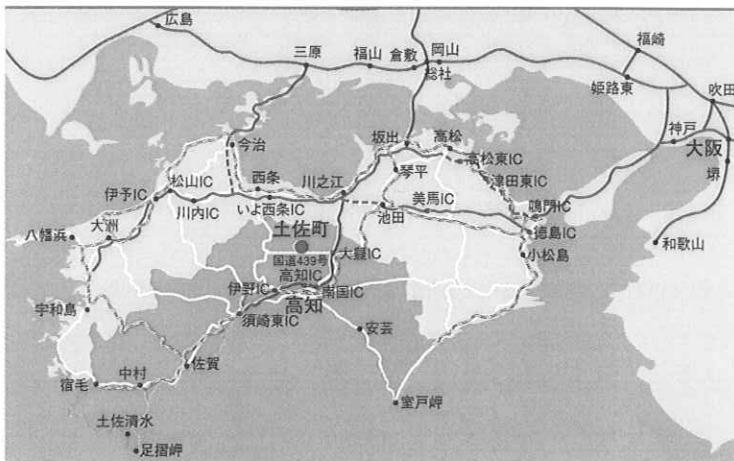 広島
三原
福山
倉敷
岡山
総社
福崎
姫路東
吹田
神戸
大阪
堺
和歌山
今治
坂出
高松
高松東IC
津田東IC
鳴門IC
徳島IC
小松島
琴平
美馬IC
池田
川之江
西条
いよ西条IC
松山IC
伊予IC
川内IC
大洲
八幡浜
土佐町
国道439号
大豊IC
高知IC
伊野IC
高知
南国IC
須崎東IC
安芸
宇和島
佐賀
中村
宿毛
室戸岬
土佐清水
足摺岬